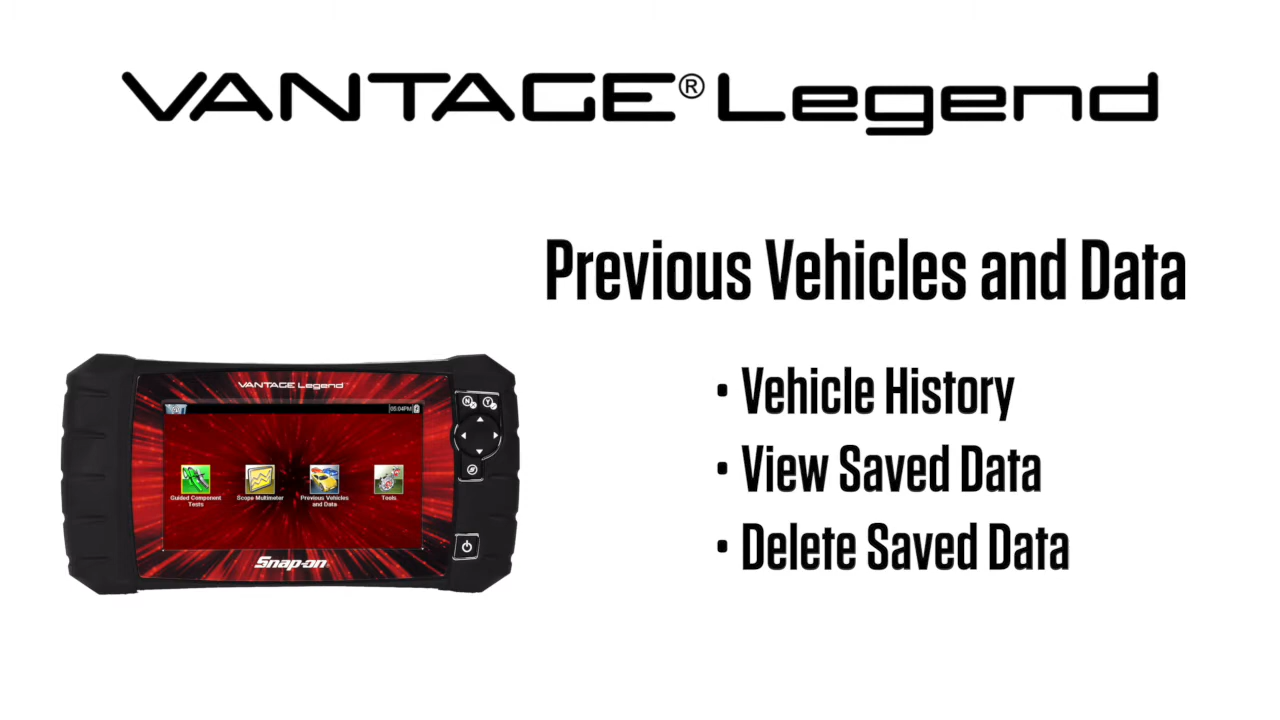 VANTAGE® Legend
Previous Vehicles and Data
• Vehicle History
• View Saved Data
• Delete Saved Data
VANTAGE Legend™
05:04PM
N Y
Guided Component
Tests
Scope Multimeter
Previous Vehicles
and Data
Tools
Snap-on